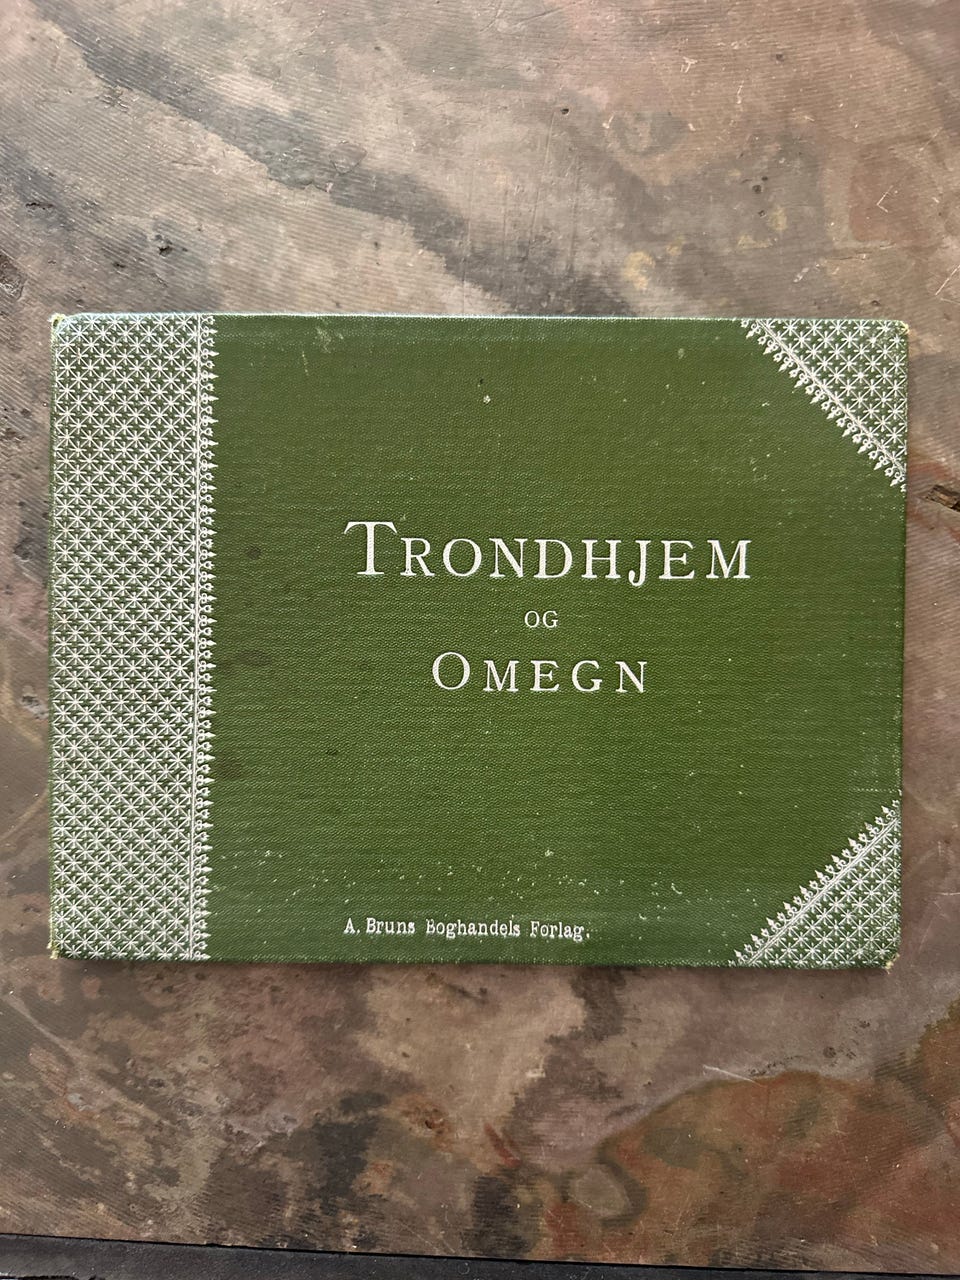 TRONDHJEM
OG
OMEGN
A. Bruns Boghandels Forlag.